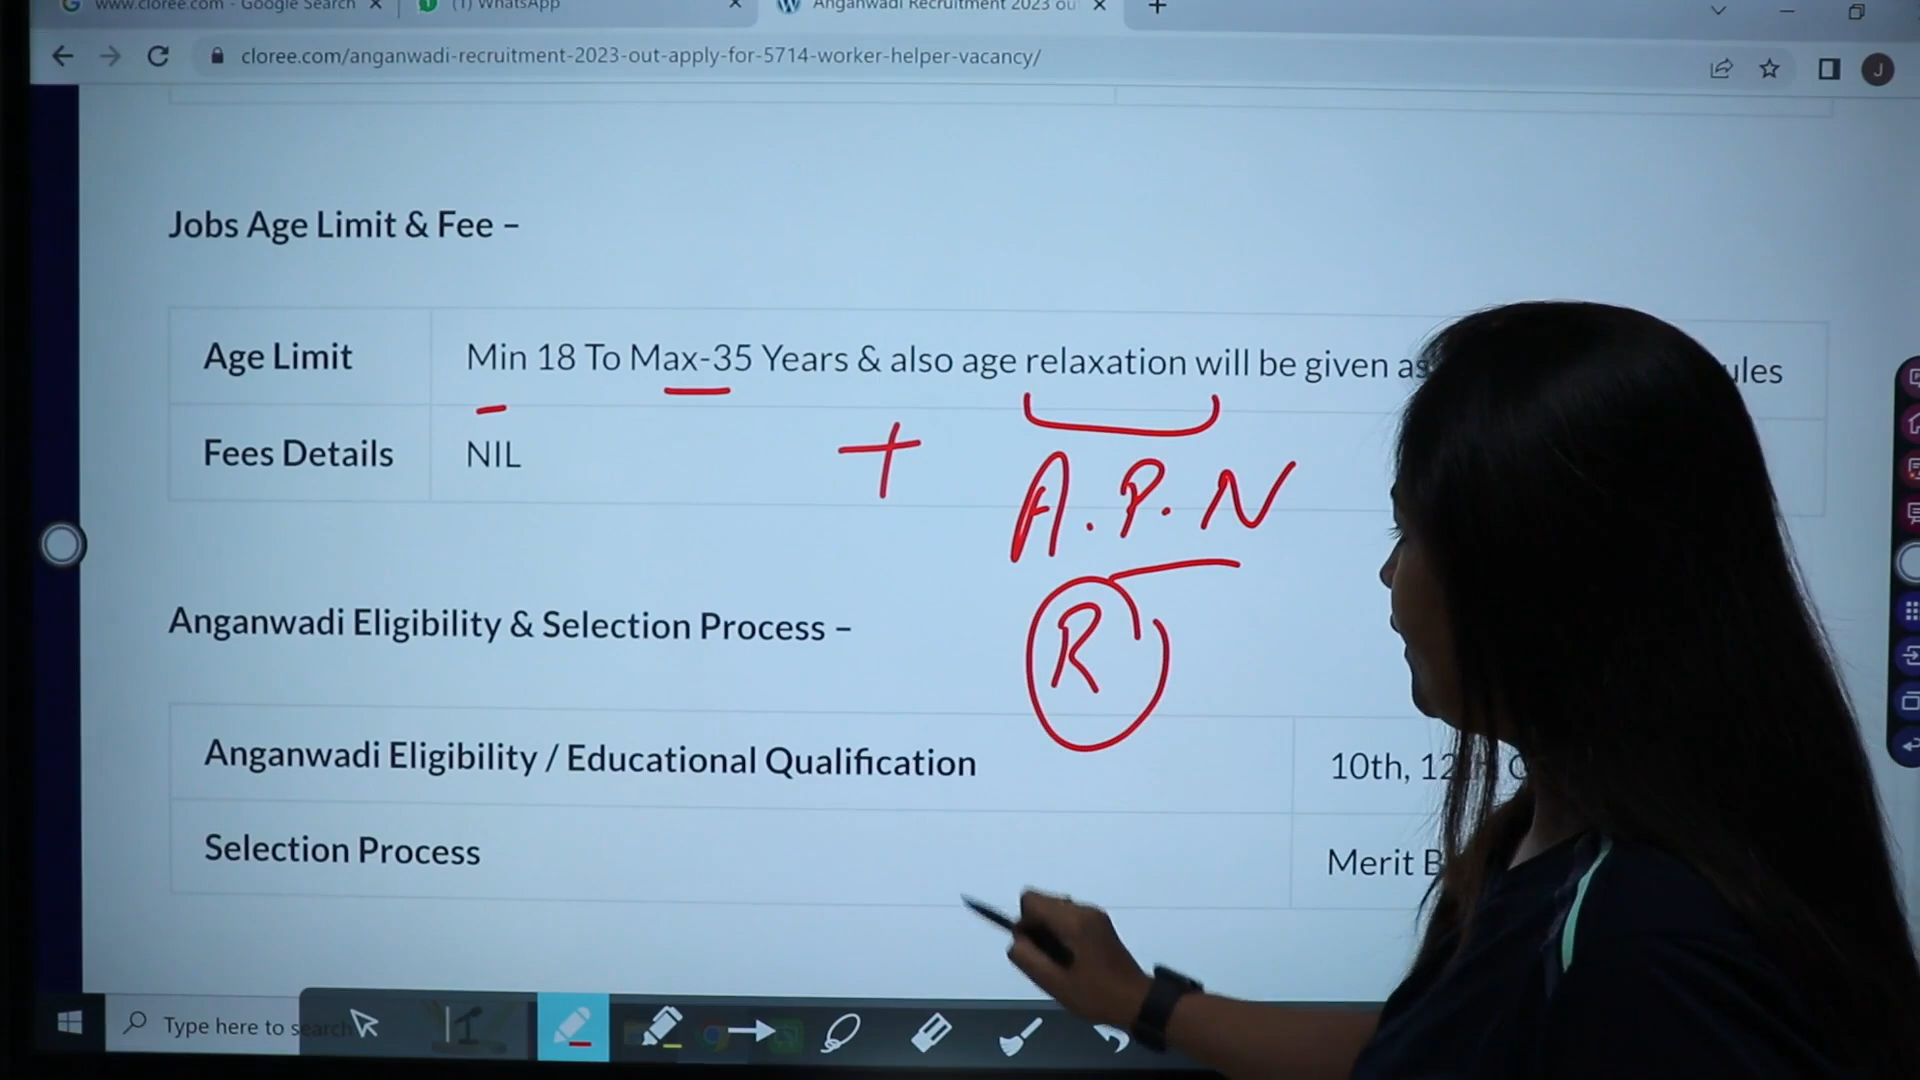 www.cloree.com - Google Search
(1) WhatsApp
Anganwadi Recruitment 2023 ou
cloree.com/anganwadi-recruitment-2023-out-apply-for-5714-worker-helper-vacancy/
J
Jobs Age Limit & Fee –
Age Limit
Min 18 To Max-35 Years & also age relaxation will be given as
ules
Fees Details
NIL
+
A.P.N
R
Anganwadi Eligibility & Selection Process –
Anganwadi Eligibility / Educational Qualification
10th, 12
Selection Process
Merit B
Type here to search